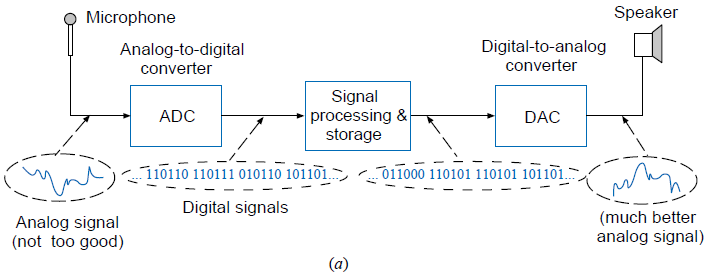 Microphone
Speaker
Analog-to-digital
converter
Digital-to-analog
converter
ADC
Signal
processing &
storage
DAC
... 110110 110111 010110 101101...
... 011000 110101 110101 101101...
Analog signal
(not too good)
Digital signals
(much better
analog signal)
(a)